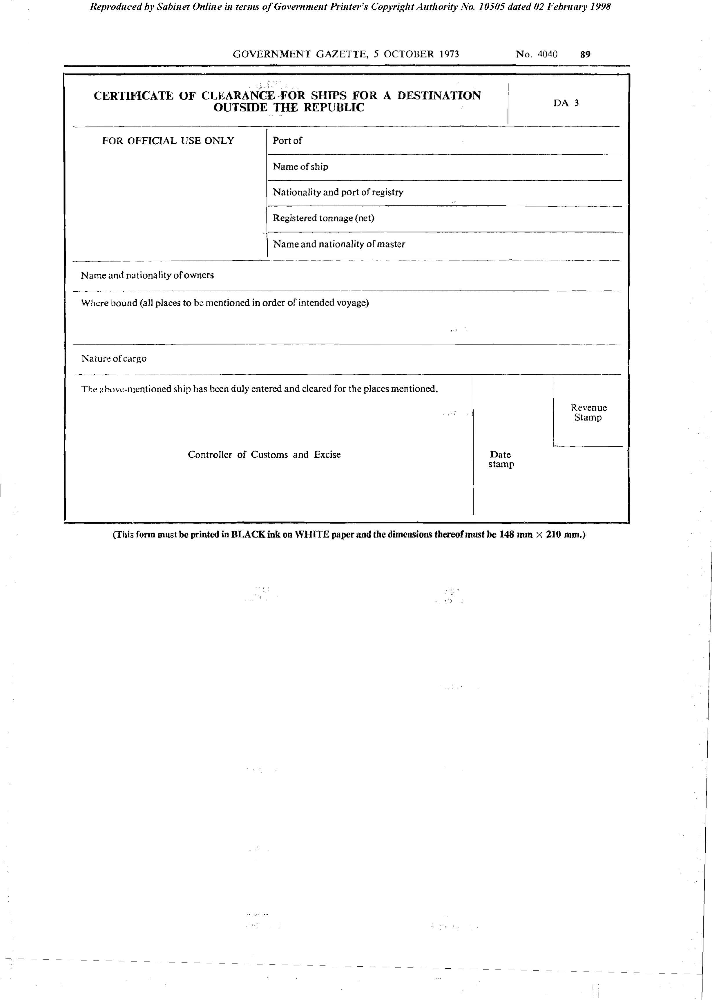 Reproduced by Sabinet Online in terms of Government Printer's Copyright Authority No. 10505 dated 02 February 1998
GOVERNMENT GAZETTE, 5 OCTOBER 1973 No. 4040 89
CERTIFICATE OF CLEARANCE FOR SHIPS FOR A DESTINATION
OUTSIDE THE REPUBLIC
DA 3
FOR OFFICIAL USE ONLY
Port of
Name of ship
Nationality and port of registry
Registered tonnage (net)
Name and nationality of master
Name and nationality of owners
Where bound (all places to be mentioned in order of intended voyage)
Nature of cargo
The above-mentioned ship has been duly entered and cleared for the places mentioned.
Revenue
Stamp
Controller of Customs and Excise
Date
stamp
(This form must be printed in BLACK ink on WHITE paper and the dimensions thereof must be 148 mm × 210 mm.)